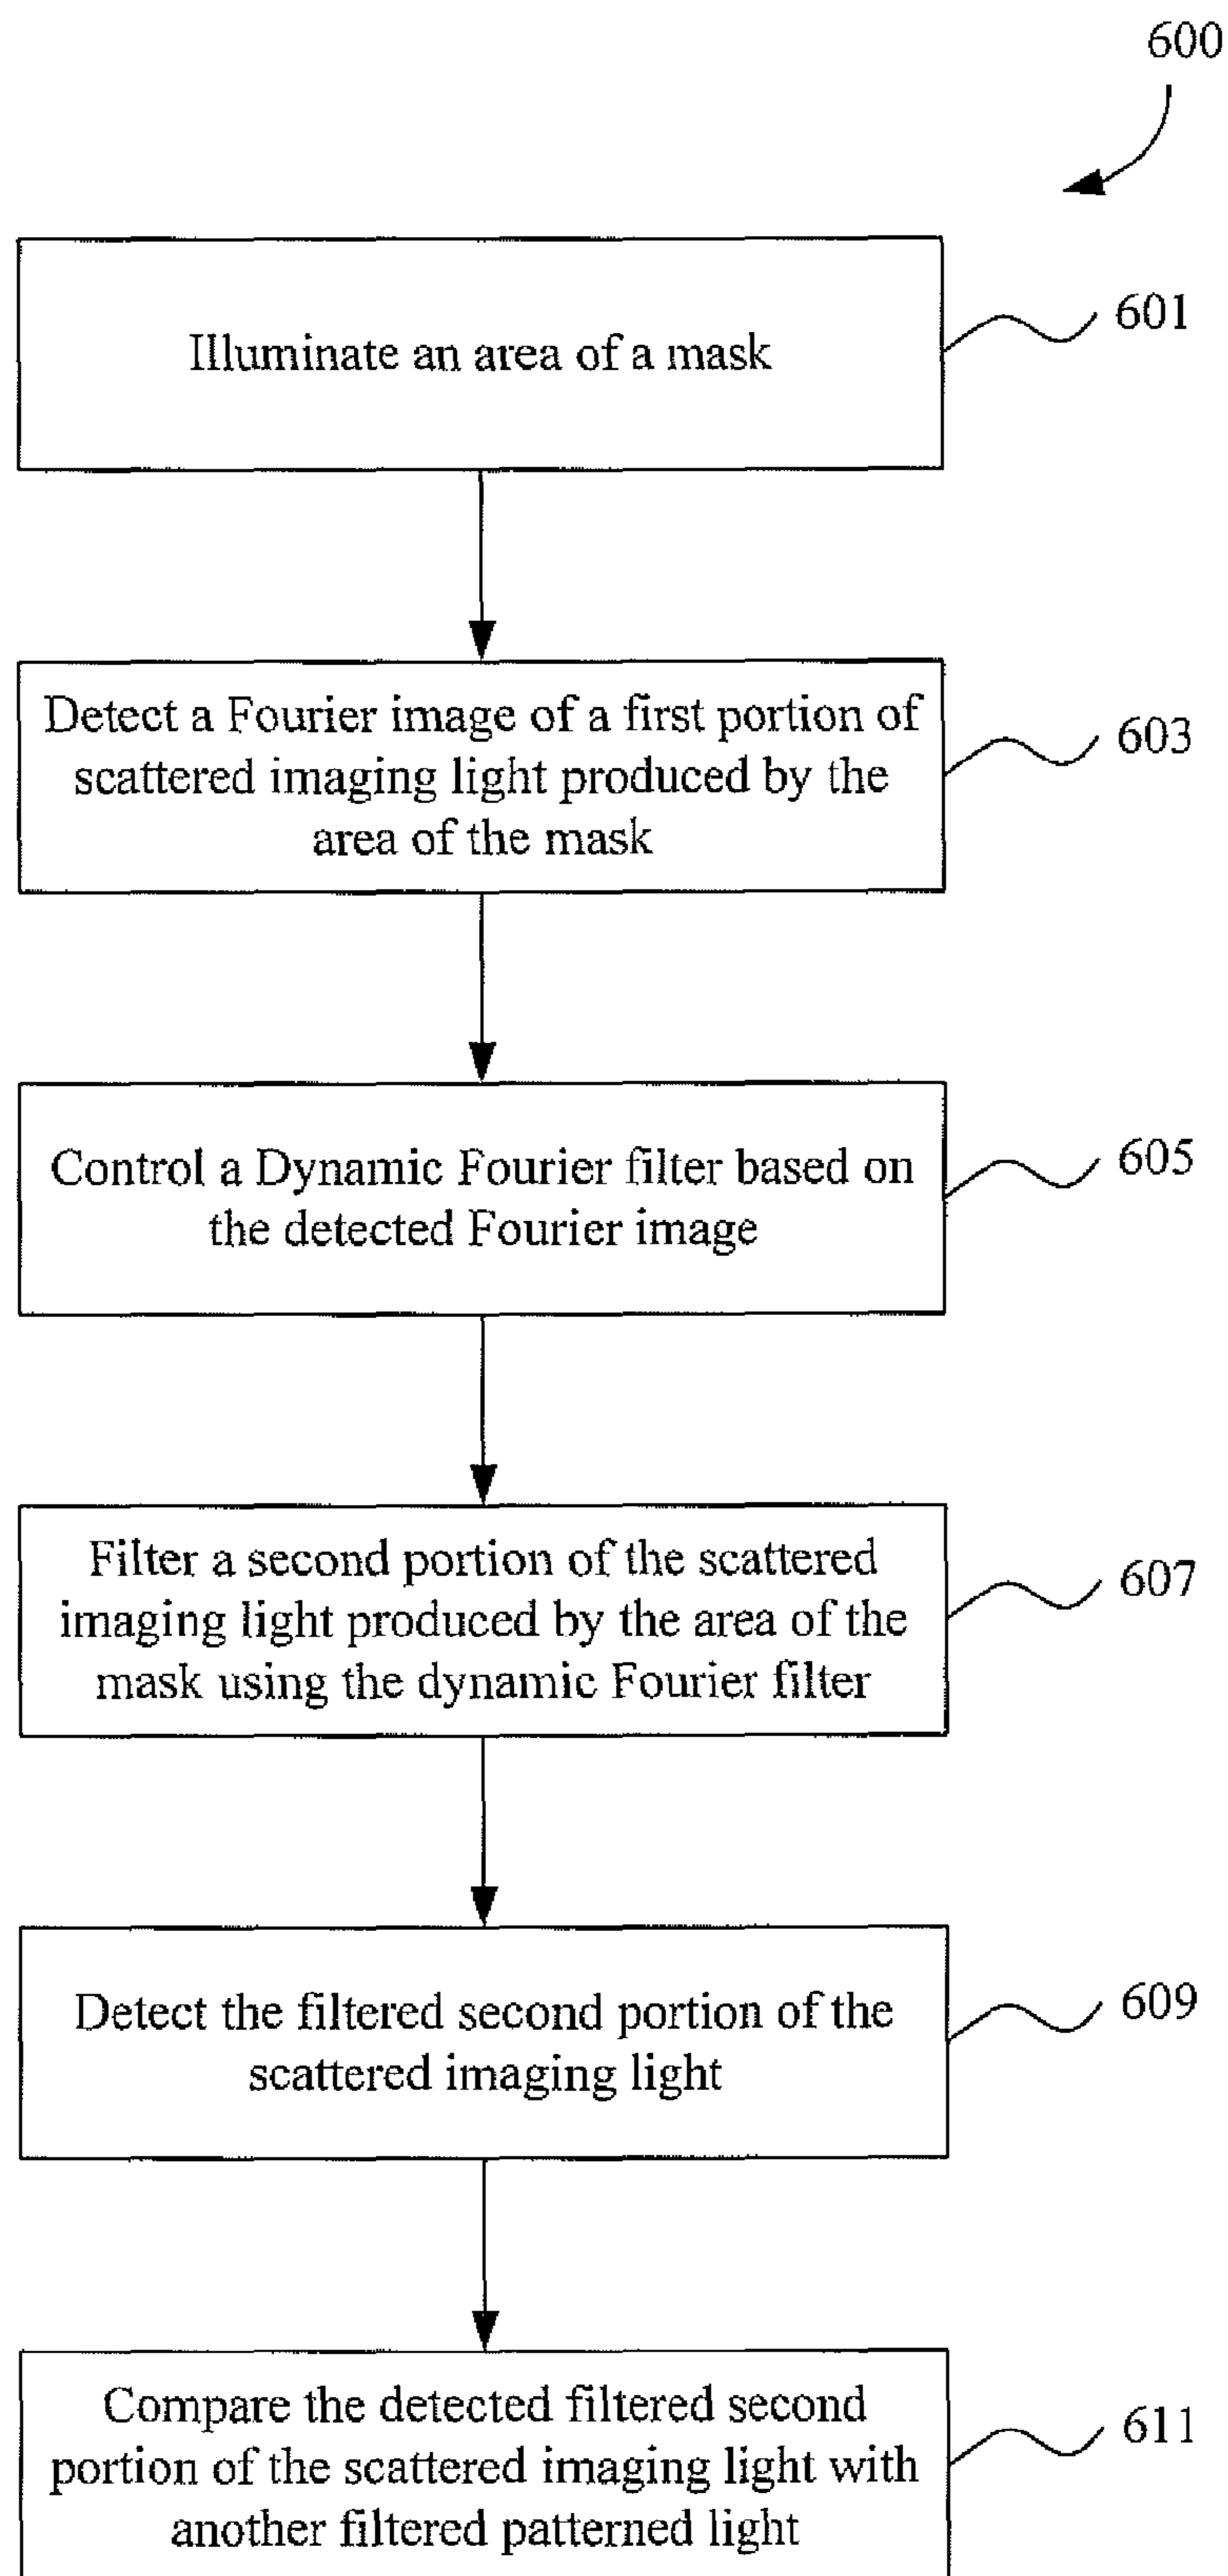 600
Illuminate an area of a mask
601
Detect a Fourier image of a first portion of
scattered imaging light produced by the
area of the mask
603
Control a Dynamic Fourier filter based on
the detected Fourier image
605
Filter a second portion of the scattered
imaging light produced by the area of the
mask using the dynamic Fourier filter
607
Detect the filtered second portion of the
scattered imaging light
609
Compare the detected filtered second
portion of the scattered imaging light with
another filtered patterned light
611